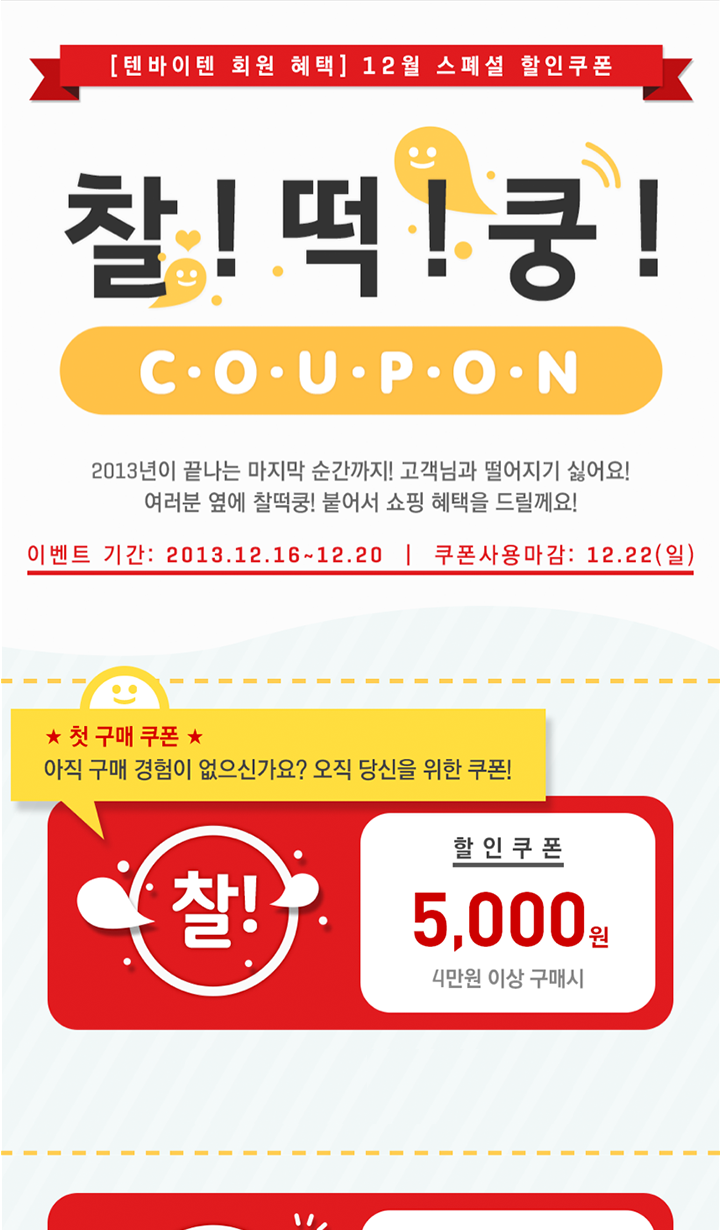 [텐바이텐 회원 혜택] 12월 스페셜 할인쿠폰
찰!떡!쿵!
C·O·U·P·O·N
2013년이 끝나는 마지막 순간까지! 고객님과 떨어지기 싫어요!
여러분 옆에 찰떡쿵! 붙어서 쇼핑 혜택을 드릴께요!
이벤트 기간: 2013.12.16~12.20 | 쿠폰사용마감: 12.22(일)
★ 첫 구매 쿠폰 ★
아직 구매 경험이 없으신가요? 오직 당신을 위한 쿠폰!
찰!
할인쿠폰
5,000원
4만원 이상 구매시